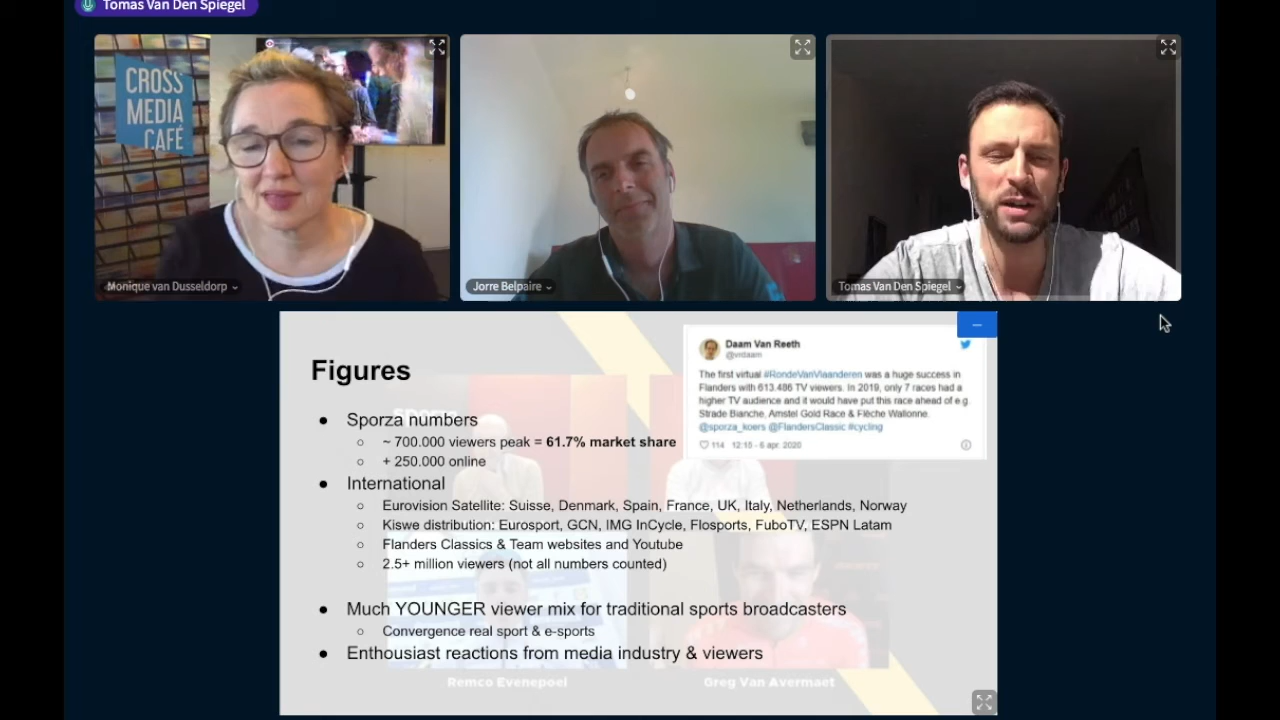 Tomas Van Den Spiegel
CROSS
MEDIA
CAFÉ
Monique van Dusseldorp
Jorre Belpaire
Tomas Van Den Spiegel
Figures
Daam Van Reeth
@vrdaam
The first virtual #RondeVanVlaanderen was a huge success in
Flanders with 613.486 TV viewers. In 2019, only 7 races had a
higher TV audience and it would have put this race ahead of e.g.
Strade Bianche, Amstel Gold Race & Flèche Wallonne.
@sporza_koers @FlandersClassic #cycling
114 12:15 - 6 apr. 2020
● Sporza numbers
○ ~ 700.000 viewers peak = 61.7% market share
○ + 250.000 online
● International
○ Eurovision Satellite: Suisse, Denmark, Spain, France, UK, Italy, Netherlands, Norway
○ Kiswe distribution: Eurosport, GCN, IMG InCycle, Flosports, FuboTV, ESPN Latam
○ Flanders Classics & Team websites and Youtube
○ 2.5+ million viewers (not all numbers counted)
● Much YOUNGER viewer mix for traditional sports broadcasters
○ Convergence real sport & e-sports
● Enthusiast reactions from media industry & viewers
Remco Evenepoel
Greg Van Avermaet